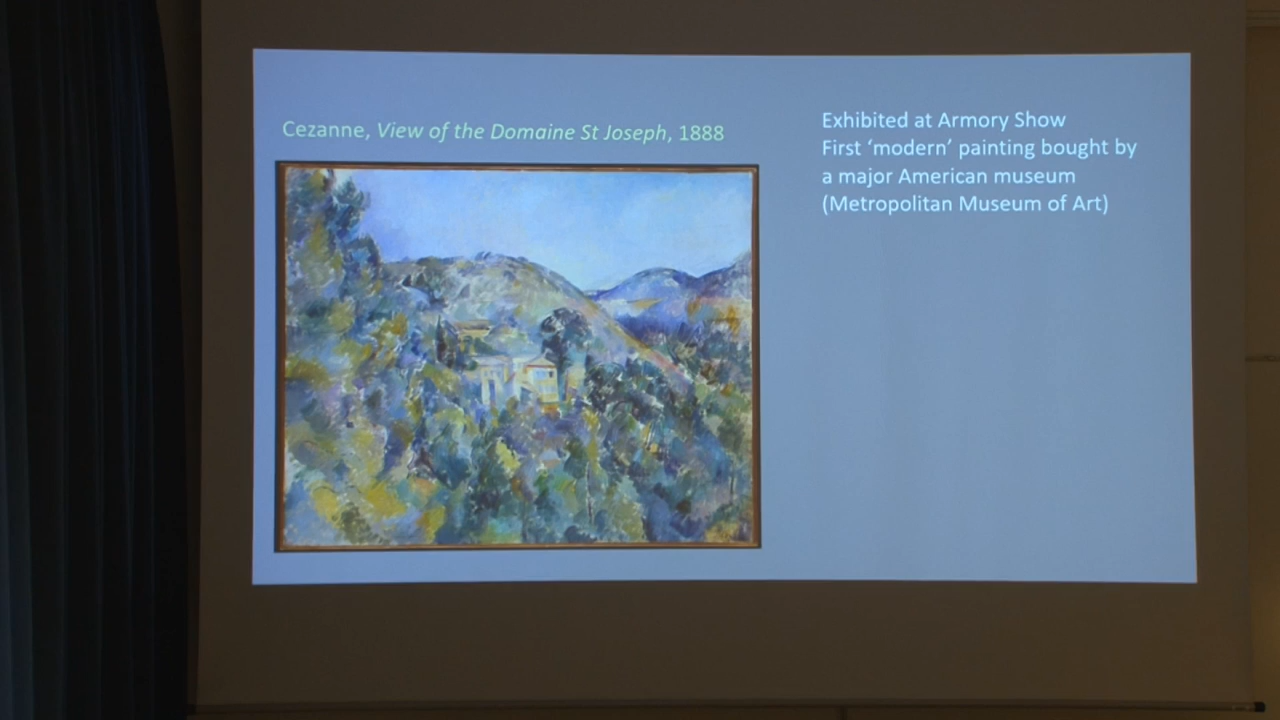 Cezanne, View of the Domaine St Joseph, 1888
Exhibited at Armory Show
First ‘modern’ painting bought by
a major American museum
(Metropolitan Museum of Art)